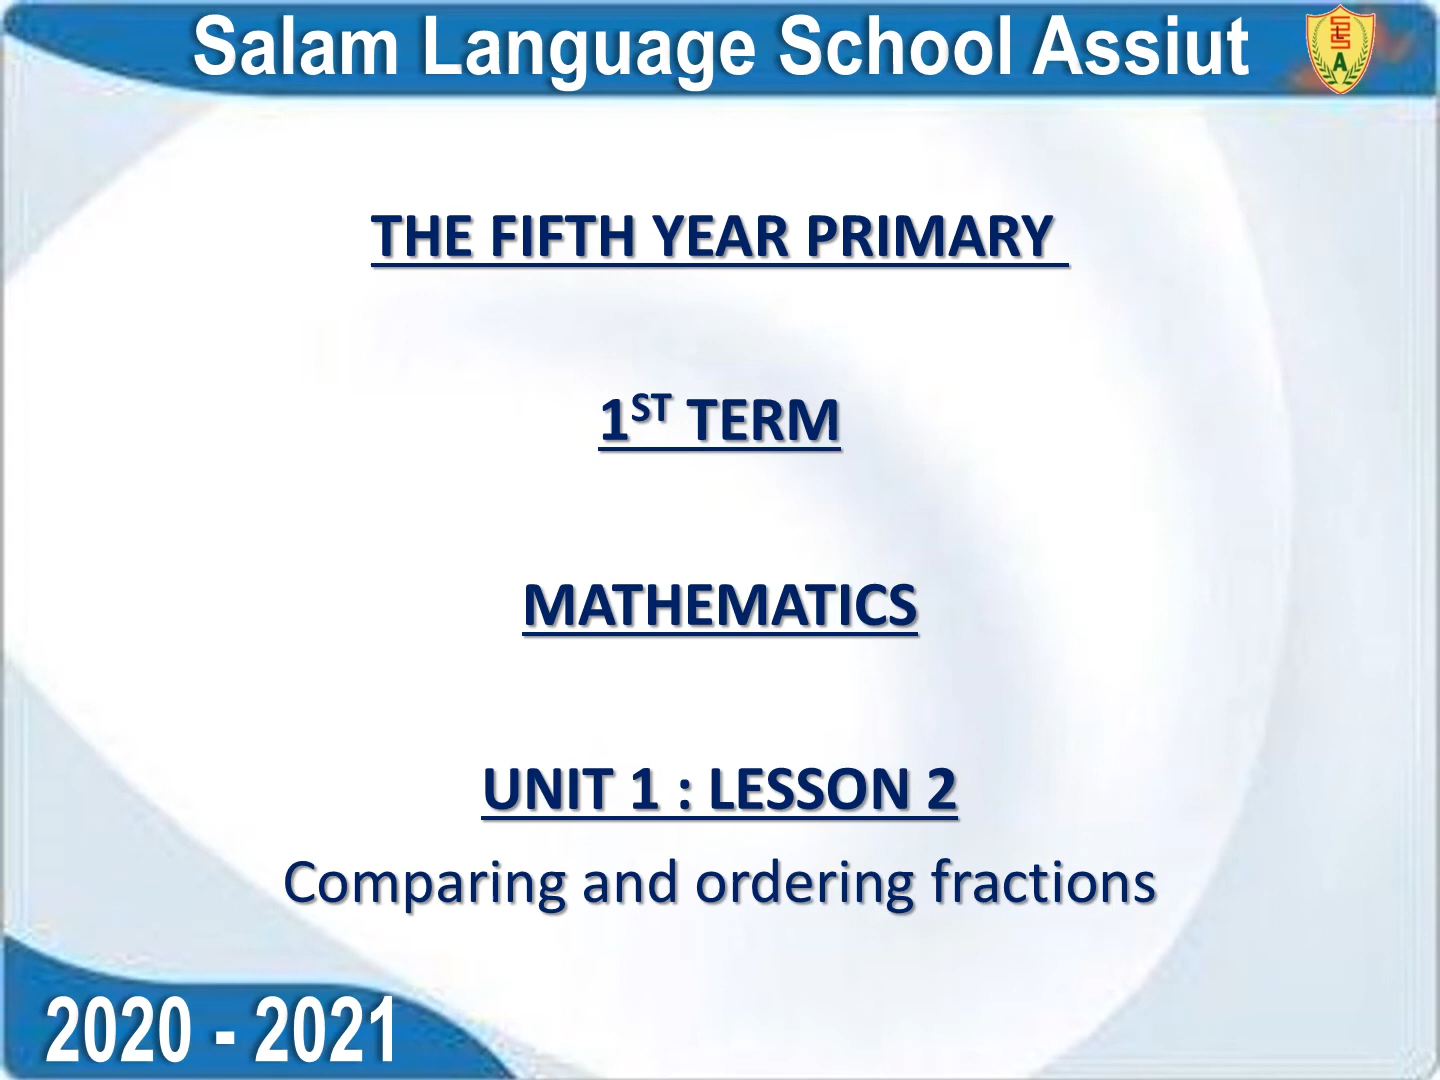 Salam Language School Assiut
THE FIFTH YEAR PRIMARY
1ST TERM
MATHEMATICS
UNIT 1 : LESSON 2
Comparing and ordering fractions
2020 - 2021